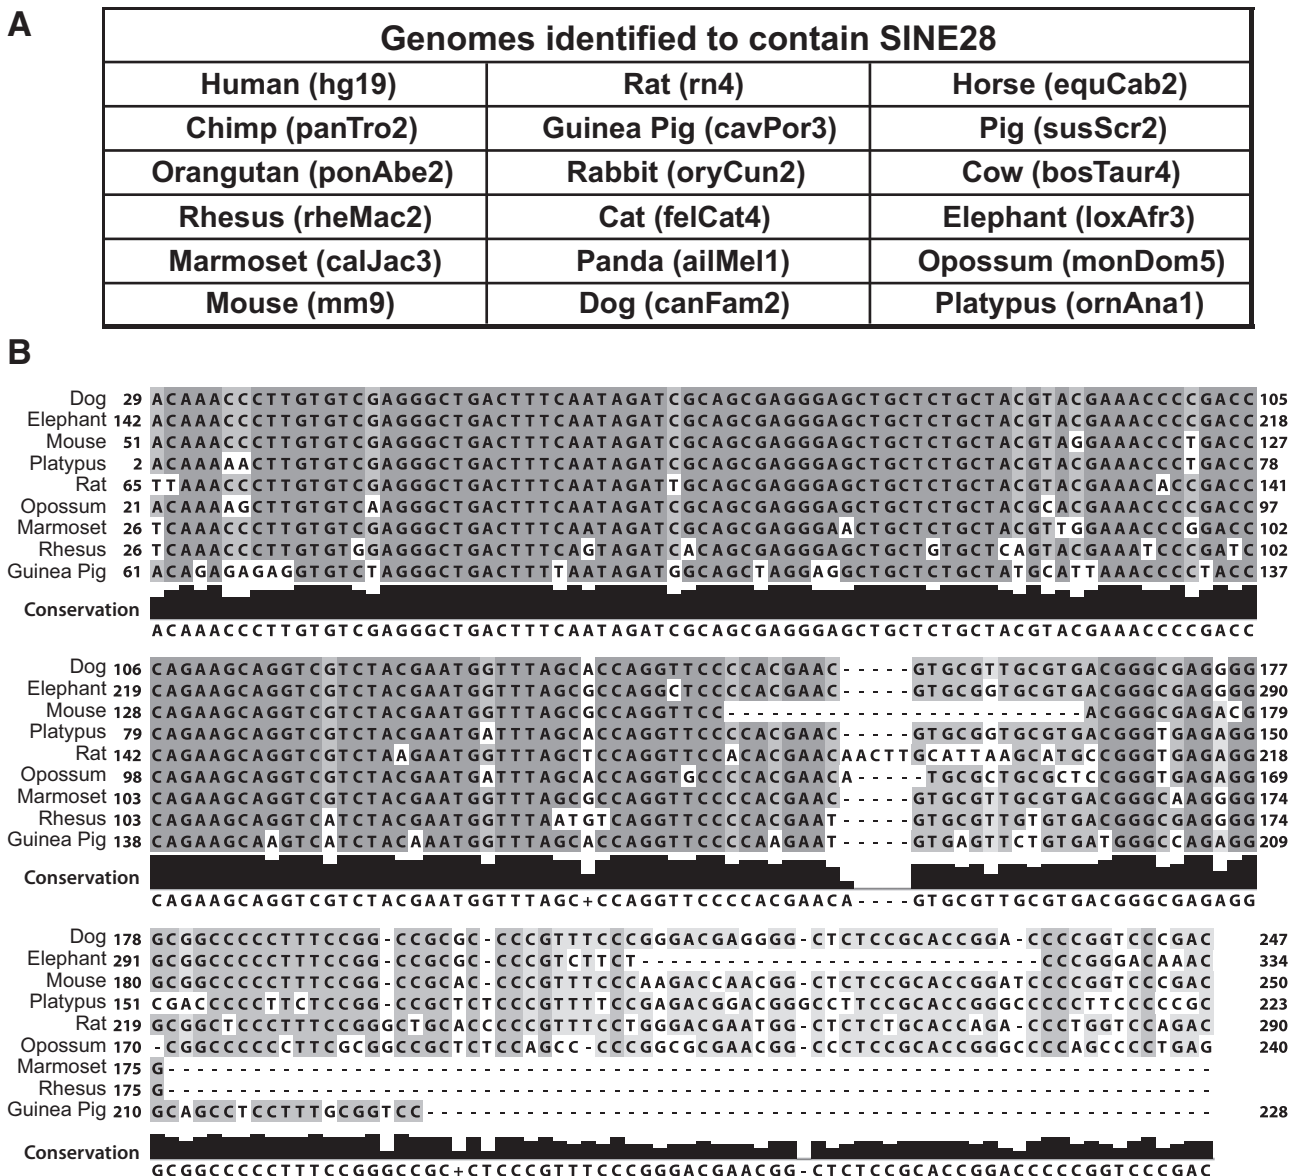 A
Genomes identified to contain SINE28
Human (hg19) Rat (rn4) Horse (equCab2)
Chimp (panTro2) Guinea Pig (cavPor3) Pig (susScr2)
Orangutan (ponAbe2) Rabbit (oryCun2) Cow (bosTaur4)
Rhesus (rheMac2) Cat (felCat4) Elephant (loxAfr3)
Marmoset (calJac3) Panda (ailMel1) Opossum (monDom5)
Mouse (mm9) Dog (canFam2) Platypus (ornAna1)
B
Dog 29 ACAAACCCTTGTGTCGAGGGCTGACTTTCAATAGATCGCAGCGAGGGAGCTGCTCTGCTACGTACGAAACCCCGACC 105
Elephant 142 ACAAACCCTTGTGTCGAGGGCTGACTTTCAATAGATCGCAGCGAGGGAGCTGCTCTGCTACGTACGAAACCCCGACC 218
Mouse 51 ACAAACCCTTGTGTCGAGGGCTGACTTTCAATAGATCGCAGCGAGGGAGCTGCTCTGCTACGTAGGAAACCCTGACC 127
Platypus 2 ACAAAAACTTGTGTCGAGGGCTGACTTTCAATAGATCGCAGCGAGGGAGCTGCTCTGCTACGTACGAAACCCTGACC 78
Rat 65 TTAAACCCTTGTGTCGAGGGCTGACTTTCAATAGATTGCAGCGAGGGAGCTGCTCTGCTACGTACGAAACACCGACC 141
Opossum 21 ACAAAAGCTTGTGTCAAGGGCTGACTTTCAATAGATCGCAGCGAGGGAGCTGCTCTGCTACGCACGAAACCCCGACC 97
Marmoset 26 TCAAACCCTTGTGTCGAGGGCTGACTTTCAATAGATCGCAGCGAGGGAACTGCTCTGCTACGTTGGAAACCCGGACC 102
Rhesus 26 TCAAACCCTTGTGTGGAGGGCTGACTTTCAGTAGATCACAGCGAGGGAGCTGCTGTGCTCAGTACGAAATCCCGATC 102
Guinea Pig 61 ACAGAGAGAGGTGTCTAGGGCTGACTTTTAATAGATGGCAGCTAGGAGGCTGCTCTGCTATGCATTAAACCCCTACC 137
Conservation
ACAAACCCTTGTGTCGAGGGCTGACTTTCAATAGATCGCAGCGAGGGAGCTGCTCTGCTACGTACGAAACCCCGACC
Dog 106 CAGAAGCAGGTCGTCTACGAATGGTTTAGCACCAGGTTCCCCACGAAC-----GTGCGTTGCGTGACGGGCGAGGGG 177
Elephant 219 CAGAAGCAGGTCGTCTACGAATGGTTTAGCGCCAGGCTCCCCACGAAC-----GTGCGGTGCGTGACGGGCGAGGGG 290
Mouse 128 CAGAAGCAGGTCGTCTACGAATGGTTTAGCGCCAGGTTCC-------------------------ACGGGCGAGACG 179
Platypus 79 CAGAAGCAGGTCGTCTACGAATGATTTAGCACCAGGTTCCCCACGAAC-----GTGCGGTGCGTGACGGGTGAGAGG 150
Rat 142 CAGAAGCAGGTCGTCTAAGAATGGTTTAGCTCCAGGTTCCACACGAACAACTTGCATTAAGCATGCCGGGTGAGAGG 218
Opossum 98 CAGAAGCAGGTCGTCTACGAATGATTTAGCACCAGGTGCCCCACGAACA-----TGCGCTGCGCTCCGGGTGAGAGG 169
Marmoset 103 CAGAAGCAGGTCGTCTACGAATGGTTTAGCGCCAGGTTCCCCACGAAC-----GTGCGTTGCGTGACGGGCAAGGGG 174
Rhesus 103 CAGAAGCAGGTCATCTACGAATGGTTTAATGTCAGGTTCCCCACGAAT-----GTGCGTTGTGTGACGGGCGAGGGG 174
Guinea Pig 138 CAGAAGCAAGTCATCTACAAATGGTTTAGCACCAGGTTCCCCAAGAAT-----GTGAGTTCTGTGATGGGCCAGAGG 209
Conservation
CAGAAGCAGGTCGTCTACGAATGGTTTAGC+CCAGGTTCCCCACGAACA----GTGCGTTGCGTGACGGGCGAGAGG
Dog 178 GCGGCCCCCTTTCCGG-CCGCGC-CCCGTTTCCCGGGACGAGGGG-CTCTCCGCACCGGA-CCCCGGTCCCGAC 247
Elephant 291 GCGGCCCCCTTTCCGG-CCGCGC-CCCGTCTTCT----------------------------CCCGGGACAAAC 334
Mouse 180 GCGGCCCCCTTTCCGG-CCGCAC-CCCGTTTCCCAAGACCAACGG-CTCTCCGCACCGGATCCCCGGTCCCGAC 250
Platypus 151 CGACCCCCTTCTCCGG-CCGCTCTCCCGTTTTCCGAGACGGACGGGCCTTCCGCACCGGGCCCCCTTCCCCCGC 223
Rat 219 GCGGCTCCCTTTCCGGGCTGCACCCCCGTTTCCTGGGACGAATGG-CTCTCTGCACCAGA-CCCTGGTCCAGAC 290
Opossum 170 -CGGCCCCCCTTCGCGGCCGCTCTCCAGCC-CCCGGCGCGAACGG-CCCTCCGCACCGGGCCCCCAGCCCCTGAG 240
Marmoset 175 G-------------------------------------------------------------------------
Rhesus 175 G-------------------------------------------------------------------------
Guinea Pig 210 GCAGCCTCCTTTGCGGTCC------------------------------------------------------- 228
Conservation
GCGGCCCCCTTTCCGGGCCGC+CTCCCGTTTCCCGGGACGAACGG-CTCTCCGCACCGGACCCCCGGTCCCGAC